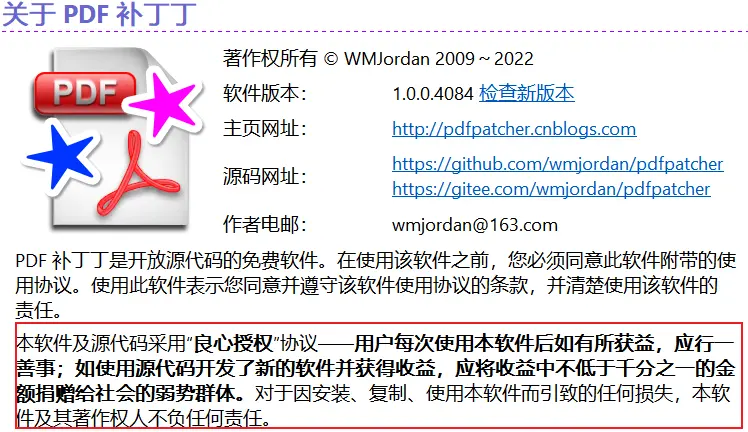 关于 PDF 补丁丁
PDF
著作权所有 © WMJordan 2009～2022
软件版本： 1.0.0.4084 检查新版本
主页网址： http://pdfpatcher.cnblogs.com
源码网址： https://github.com/wmjordan/pdfpatcher
https://gitee.com/wmjordan/pdfpatcher
作者电邮： wmjordan@163.com
PDF 补丁丁是开放源代码的免费软件。在使用该软件之前，您必须同意此软件附带的使
用协议。使用此软件表示您同意并遵守该软件使用协议的条款，并清楚使用该软件的
责任。
本软件及源代码采用“良心授权”协议——用户每次使用本软件后如有所获益，应行一
善事；如使用源代码开发了新的软件并获得收益，应将收益中不低于千分之一的金
额捐赠给社会的弱势群体。对于因安装、复制、使用本软件而引致的任何损失，本软
件及其著作权人不负任何责任。